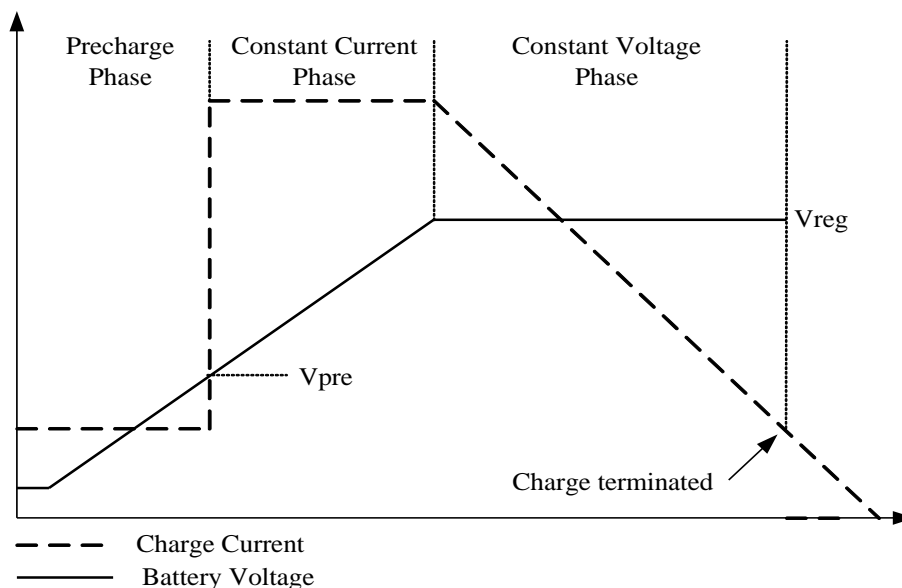 Precharge
Phase
Constant Current
Phase
Constant Voltage
Phase
Vreg
Vpre
Charge terminated
Charge Current
Battery Voltage